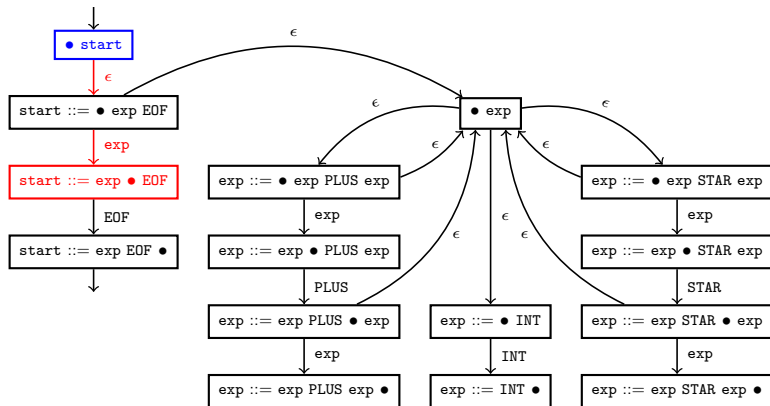 ● start
ϵ
start ::= ● exp EOF
exp
start ::= exp ● EOF
EOF
start ::= exp EOF ●
ϵ
● exp
ϵ
ϵ
ϵ
ϵ
ϵ
ϵ
ϵ
exp ::= ● exp PLUS exp
exp
exp ::= exp ● PLUS exp
PLUS
exp ::= exp PLUS ● exp
exp
exp ::= exp PLUS exp ●
exp ::= ● INT
INT
exp ::= INT ●
exp ::= ● exp STAR exp
exp
exp ::= exp ● STAR exp
STAR
exp ::= exp STAR ● exp
exp
exp ::= exp STAR exp ●